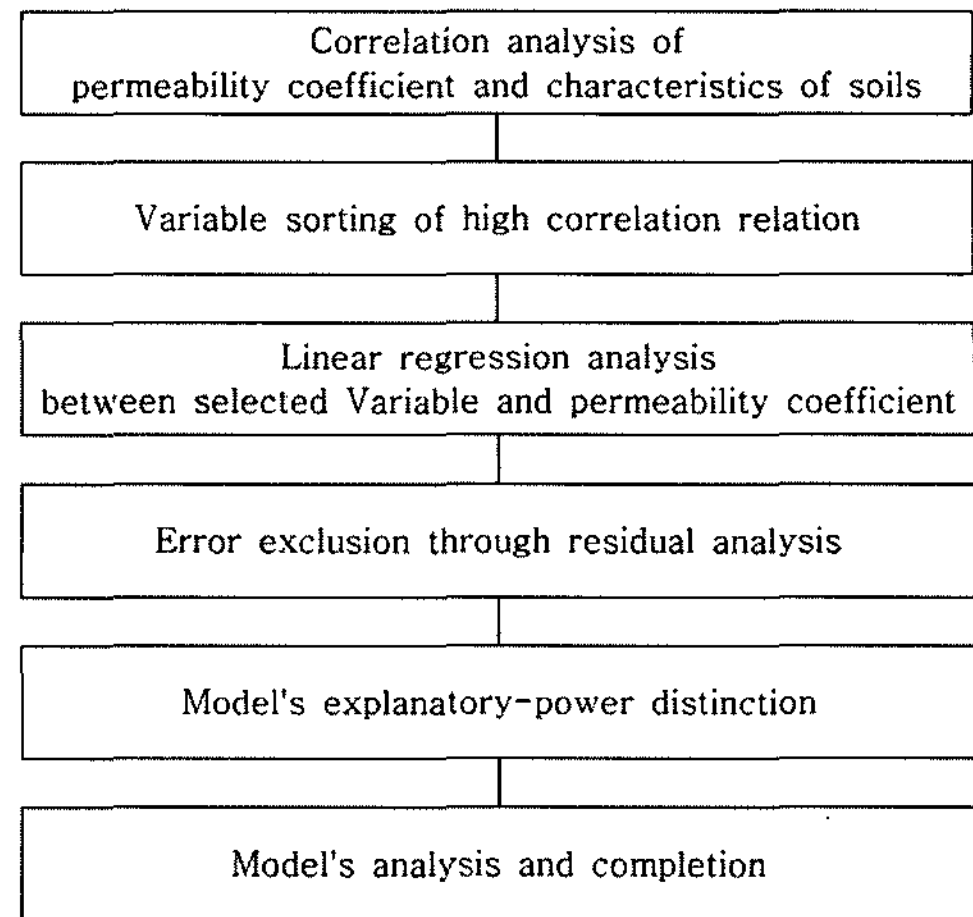 Correlation analysis of
permeability coefficient and characteristics of soils
Variable sorting of high correlation relation
Linear regression analysis
between selected Variable and permeability coefficient
Error exclusion through residual analysis
Model's explanatory-power distinction
Model's analysis and completion